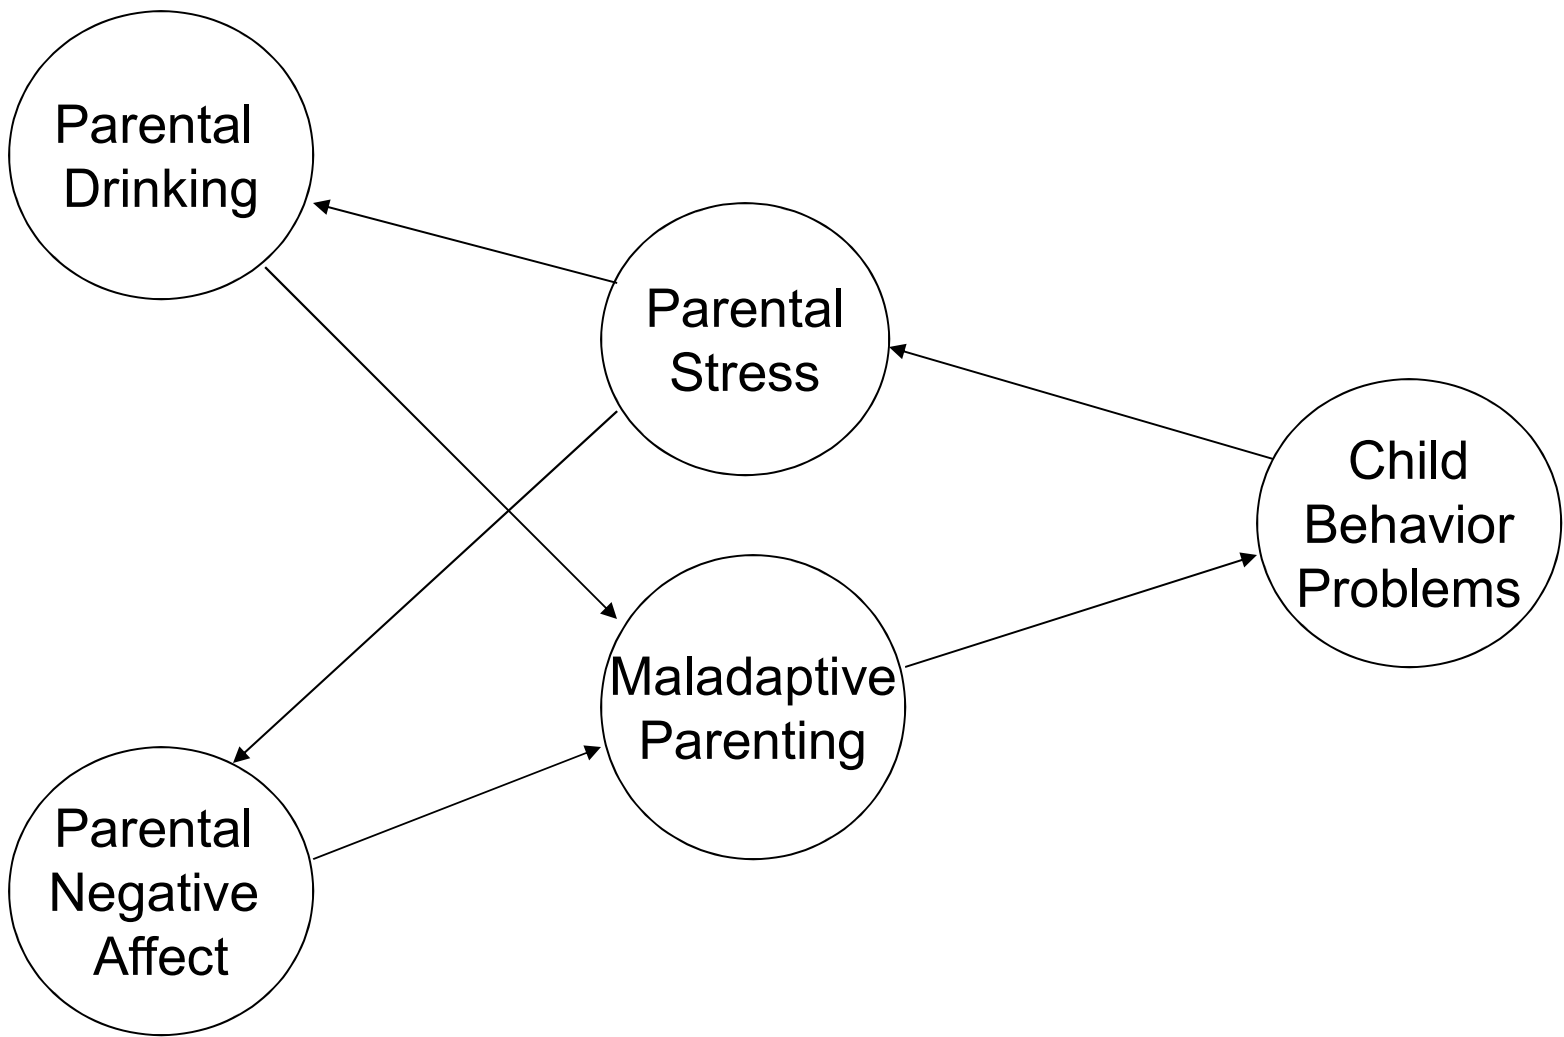 Parental
Drinking
Parental
Stress
Child
Behavior
Problems
Maladaptive
Parenting
Parental
Negative
Affect